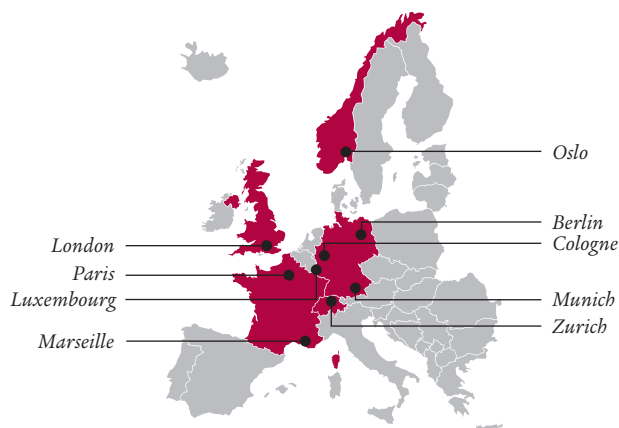 Oslo
Berlin
Cologne
London
Paris
Luxembourg
Munich
Zurich
Marseille